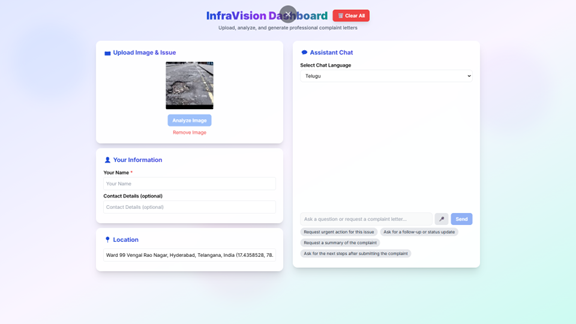 InfraVision Dashboard
Clear All
Upload, analyze, and generate professional complaint letters
Upload Image & Issue
Analyze Image
Remove Image
Your Information
Your Name *
Your Name
Contact Details (optional)
Contact Details (optional)
Location
Ward 99 Vengal Rao Nagar, Hyderabad, Telangana, India (17.4358528, 78.
Assistant Chat
Select Chat Language
Telugu
Ask a question or request a complaint letter...
Send
Request urgent action for this issue
Ask for a follow-up or status update
Request a summary of the complaint
Ask for the next steps after submitting the complaint